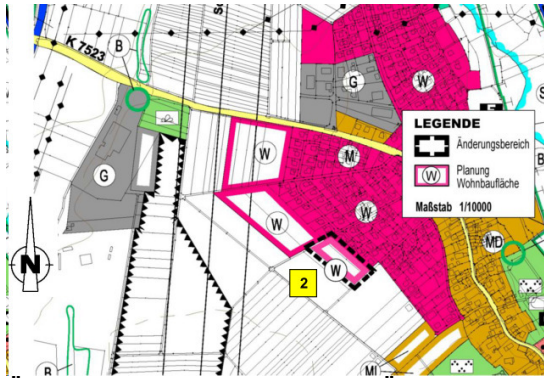 B
K 7523
G
W
W
M
W
G
W
W
W
2
LEGENDE
Änderungsbereich
W Planung
Wohnbaufläche
Maßstab 1/10000
MD
B
N
B
MI